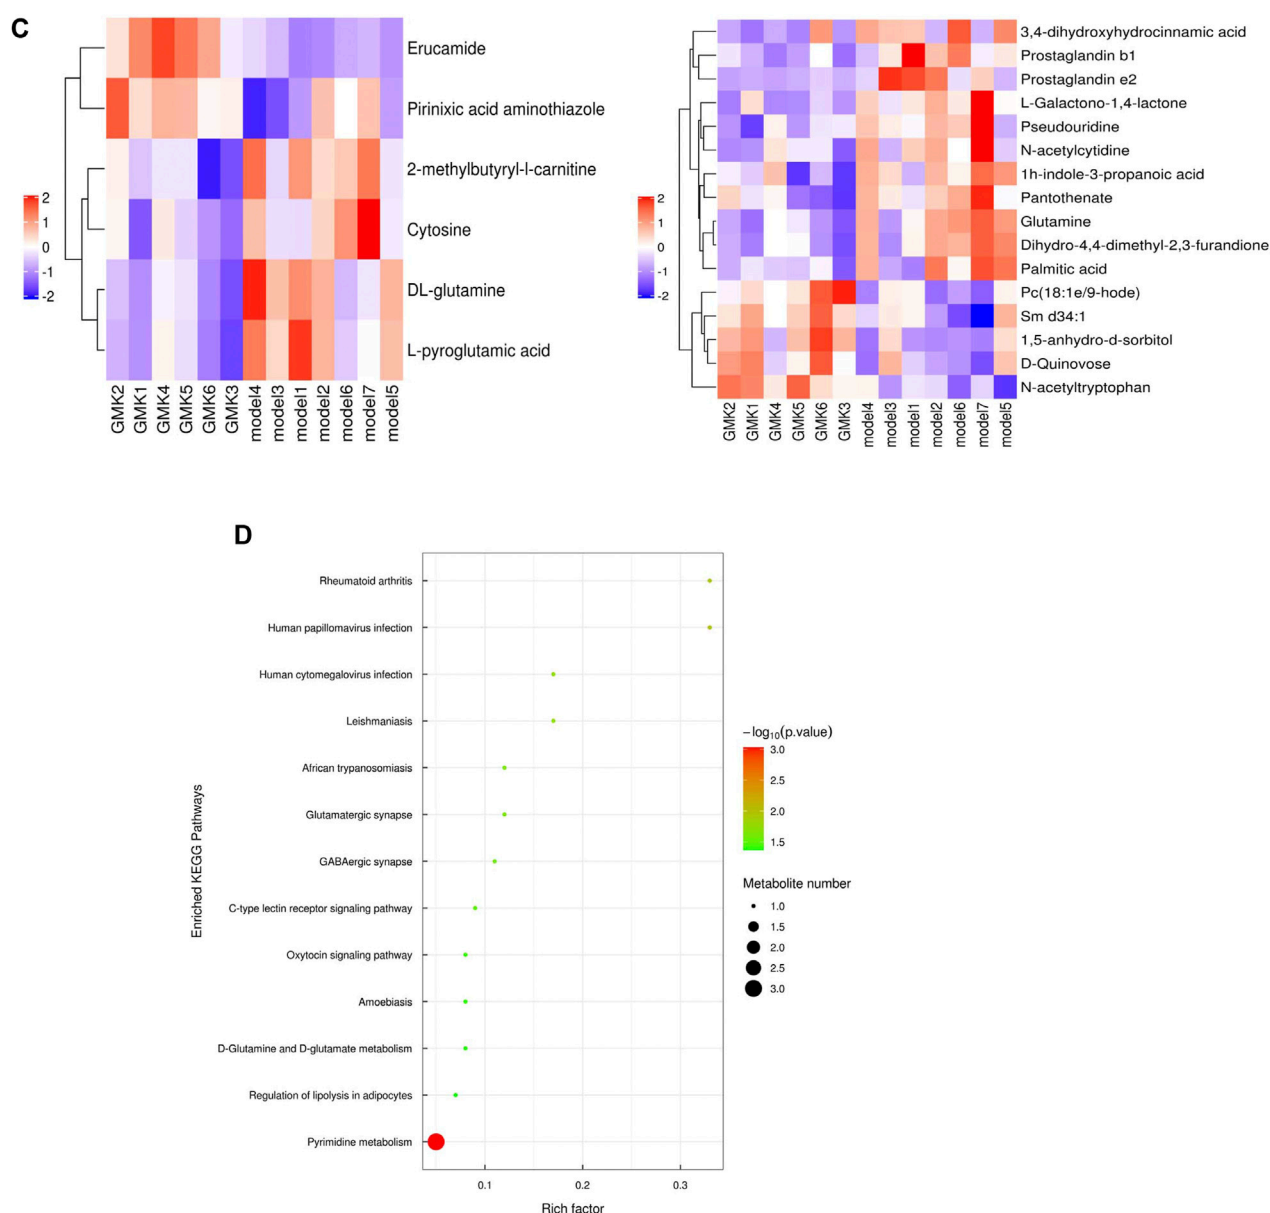 C
Erucamide
Pirinixic acid aminothiazole
2-methylbutyryl-l-carnitine
Cytosine
DL-glutamine
L-pyroglutamic acid
2
1
0
-1
-2
GMK2
GMK1
GMK4
GMK5
GMK6
GMK3
model4
model3
model1
model2
model6
model7
model5
3,4-dihydroxyhydrocinnamic acid
Prostaglandin b1
Prostaglandin e2
L-Galactono-1,4-lactone
Pseudouridine
N-acetylcytidine
1h-indole-3-propanoic acid
Pantothenate
Glutamine
Dihydro-4,4-dimethyl-2,3-furandione
Palmitic acid
Pc(18:1e/9-hode)
Sm d34:1
1,5-anhydro-d-sorbitol
D-Quinovose
N-acetyltryptophan
2
1
0
-1
-2
GMK2
GMK1
GMK4
GMK5
GMK6
GMK3
model4
model3
model1
model2
model6
model7
model5
D
Enriched KEGG Pathways
Rheumatoid arthritis
Human papillomavirus infection
Human cytomegalovirus infection
Leishmaniasis
African trypanosomiasis
Glutamatergic synapse
GABAergic synapse
C-type lectin receptor signaling pathway
Oxytocin signaling pathway
Amoebiasis
D-Glutamine and D-glutamate metabolism
Regulation of lipolysis in adipocytes
Pyrimidine metabolism
0.1
0.2
0.3
Rich factor
−log10(p.value)
3.0
2.5
2.0
1.5
Metabolite number
1.0
1.5
2.0
2.5
3.0